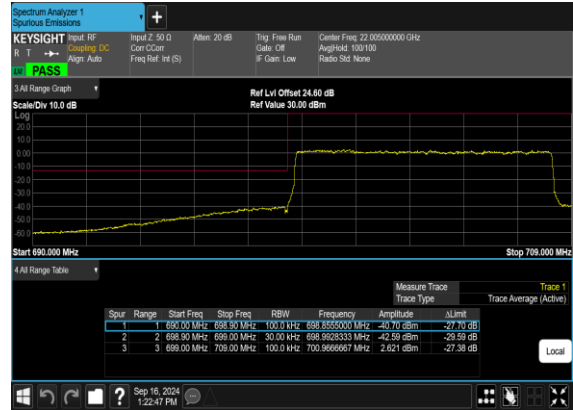 Spectrum Analyzer 1
Spurious Emissions
+
KEYSIGHT Input: RF Input Z: 50 Ω Atten: 20 dB Trig: Free Run Center Freq: 22.005000000 GHz
R T Coupling: DC Corr CCorr Gate: Off Avg|Hold: 100/100
Align: Auto Freq Ref: Int (S) IF Gain: Low Radio Std: None
LW PASS
3 All Range Graph
Ref Lvl Offset 24.60 dB
Scale/Div 10.0 dB Ref Value 30.00 dBm
Log
20.0
10.0
0.00
-10.0
-20.0
-30.0
-40.0
-50.0
-60.0
Start 690.000 MHz Stop 709.000 MHz
4 All Range Table
Measure Trace Trace 1
Trace Type Trace Average (Active)
Spur Range Start Freq Stop Freq RBW Frequency Amplitude ΔLimit
1 1 690.00 MHz 698.90 MHz 100.0 kHz 698.8555000 MHz -40.70 dBm -27.70 dB
2 2 698.90 MHz 699.00 MHz 30.00 kHz 698.9928333 MHz -42.59 dBm -29.59 dB
3 3 699.00 MHz 709.00 MHz 100.0 kHz 700.9666667 MHz 2.621 dBm -27.38 dB
Local
? Sep 16, 2024
1:22:47 PM